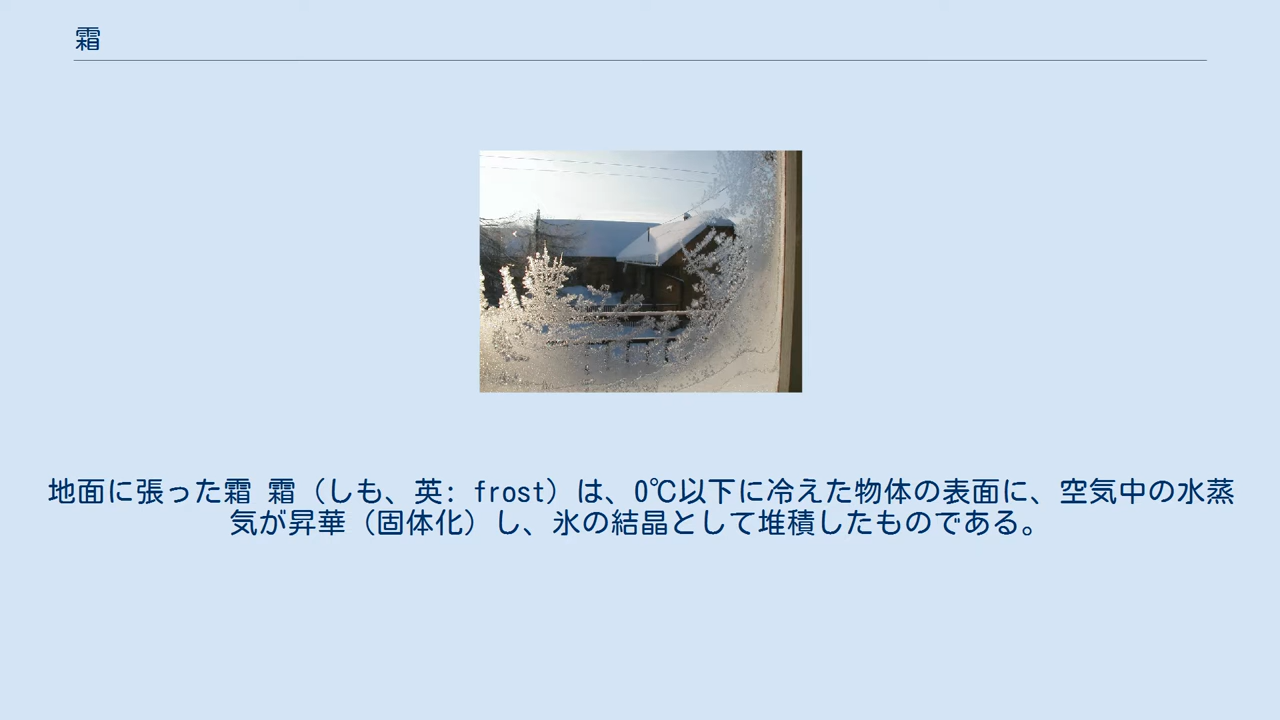 霜
地面に張った霜 霜（しも、英: frost）は、0℃以下に冷えた物体の表面に、空気中の水蒸
気が昇華（固体化）し、氷の結晶として堆積したものである。